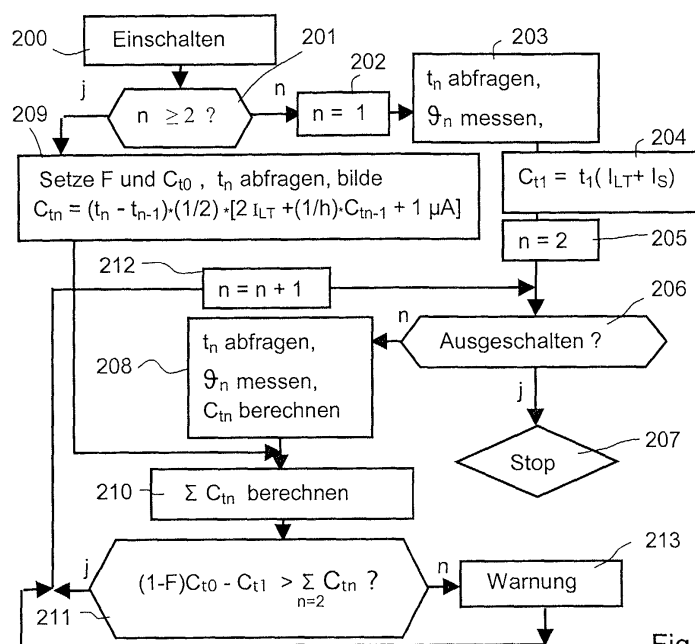 200
Einschalten
201
203
j
n ≥ 2 ?
n
202
n = 1
tn abfragen,
ϑn messen,
209
204
Setze F und Ct0 , tn abfragen, bilde
Ctn = (tn - tn-1)*(1/2) *[2 ILT +(1/h)*Ctn-1 + 1 µA]
Ct1 = t1( ILT+ IS)
n = 2
205
212
n = n + 1
206
n
Ausgeschalten ?
208
tn abfragen,
ϑn messen,
Ctn berechnen
j
Stop
207
210
Σ Ctn berechnen
213
j
(1-F)Ct0 - Ct1 > Σ Ctn ?
n=2
n
Warnung
211
Fig